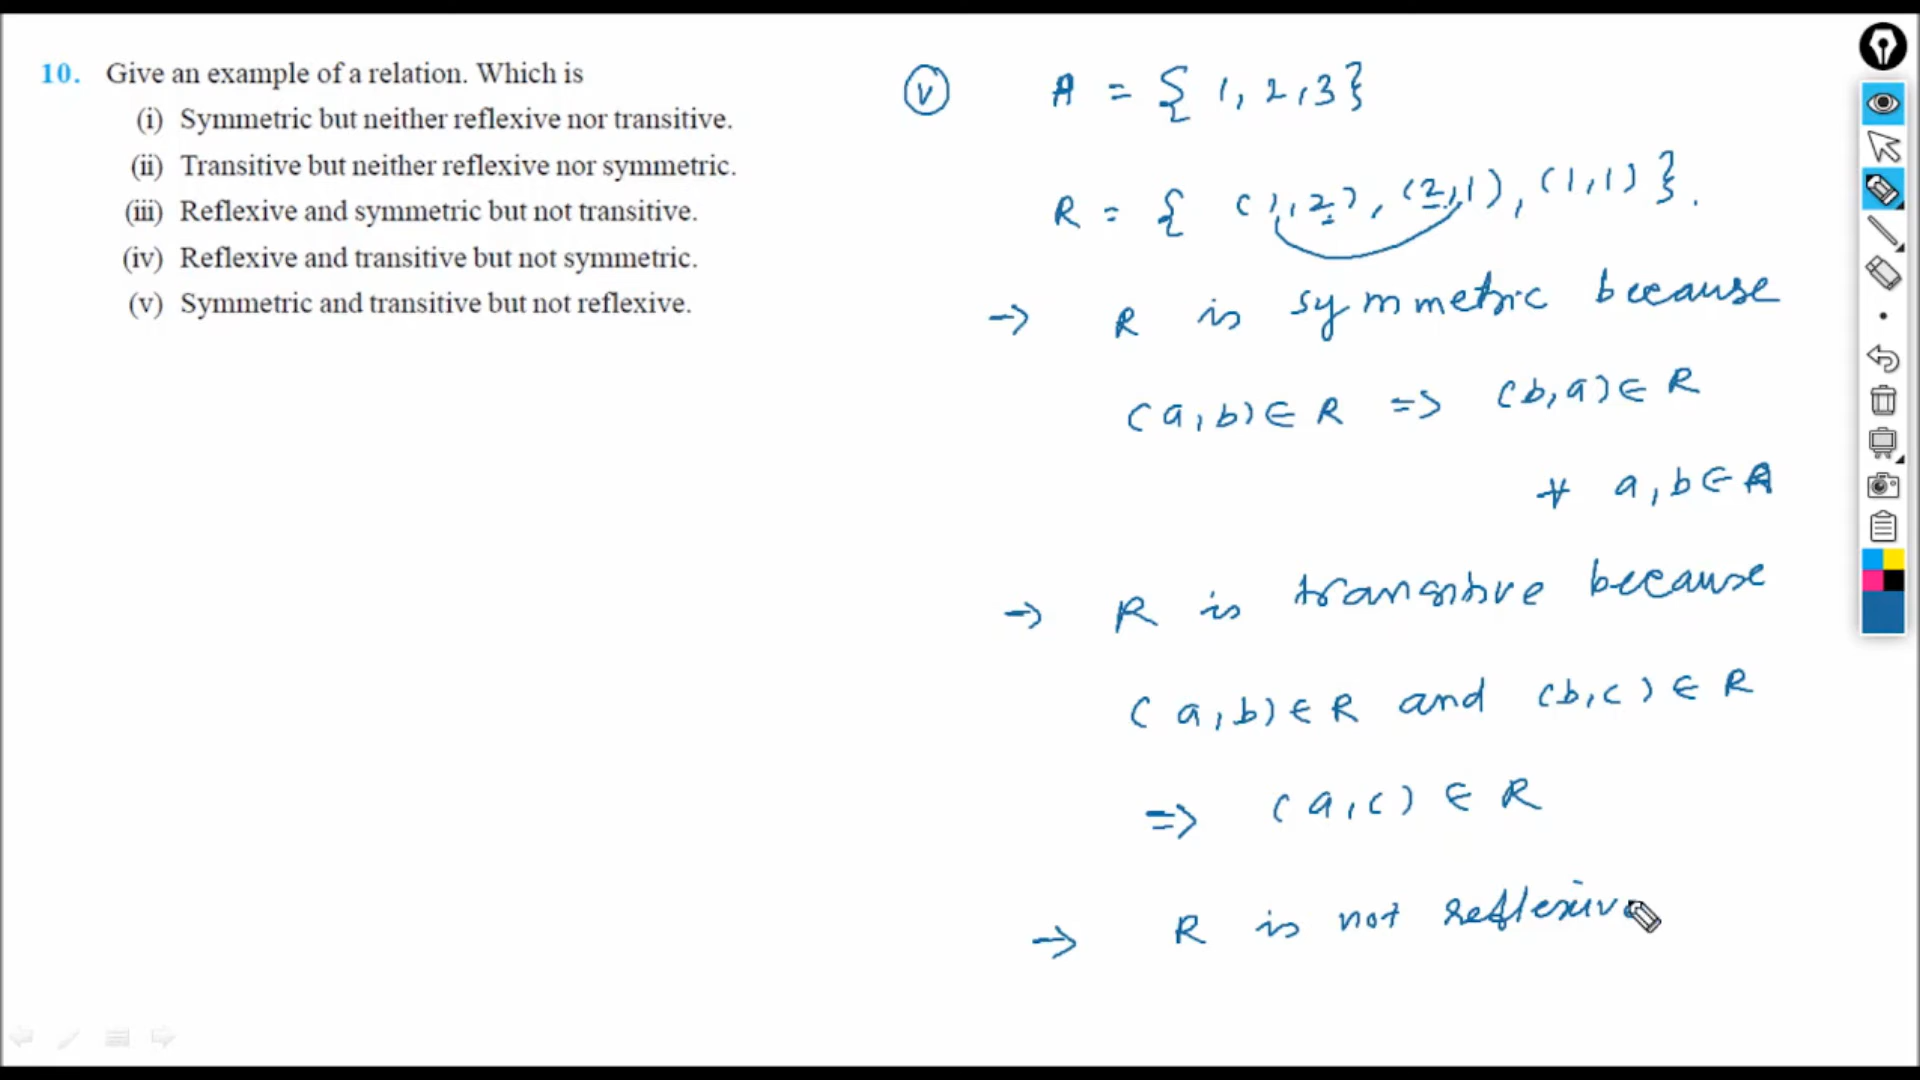 10. Give an example of a relation. Which is
(i) Symmetric but neither reflexive nor transitive.
(ii) Transitive but neither reflexive nor symmetric.
(iii) Reflexive and symmetric but not transitive.
(iv) Reflexive and transitive but not symmetric.
(v) Symmetric and transitive but not reflexive.
(v) A = { 1, 2, 3}
R = { (1, 2), (2, 1), (1, 1) }.
→ R is symmetric because
(a, b) ∈ R => (b, a) ∈ R
∀ a, b ∈ A
→ R is transitive because
(a, b) ∈ R and (b, c) ∈ R
=> (a, c) ∈ R
→ R is not reflexive